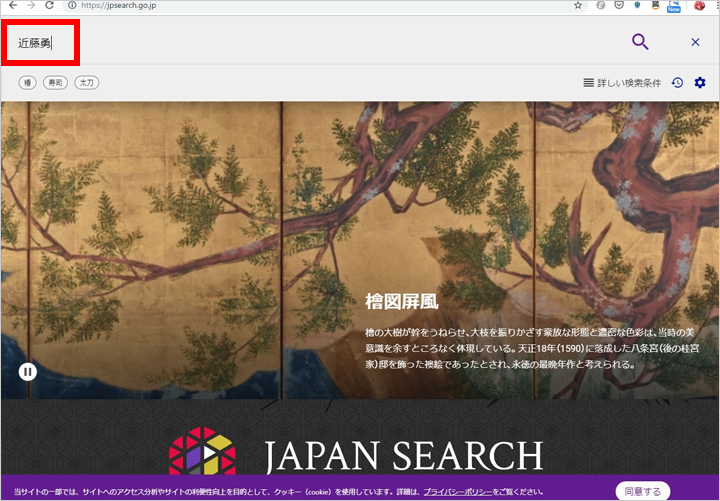 https://jpsearch.go.jp
New
近藤勇
椿 寿司 太刀
詳しい検索条件
檜図屏風
檜の大樹が幹をうねらせ、大枝を振りかざす豪放な形態と濃密な色彩は、当時の美
意識を余すところなく体現している。天正18年（1590）に落成した八条宮（後の桂宮
家）邸を飾った襖絵であったとされ、永徳の最晩年作と考えられる。
JAPAN SEARCH
当サイトの一部では、サイトへのアクセス分析やサイトの利便性向上を目的として、クッキー（cookie）を使用しています。詳細は、プライバシーポリシーをご覧ください。
同意する